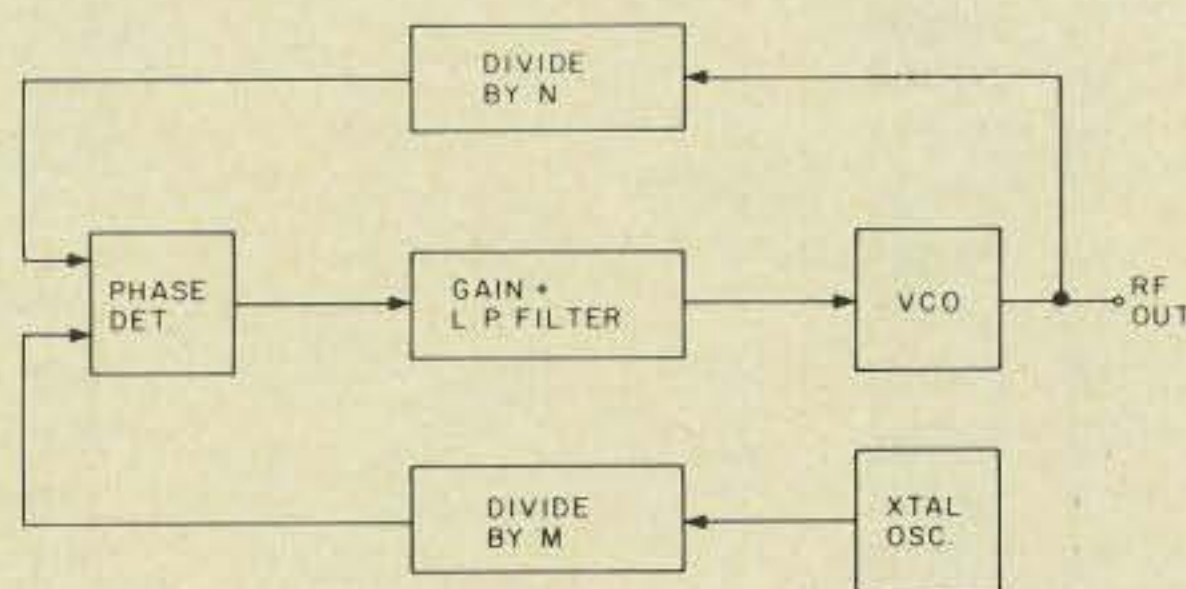 DIVIDE
BY N
PHASE
DET.
GAIN +
L P FILTER
VCO
RF
OUT
DIVIDE
BY M
XTAL
OSC.